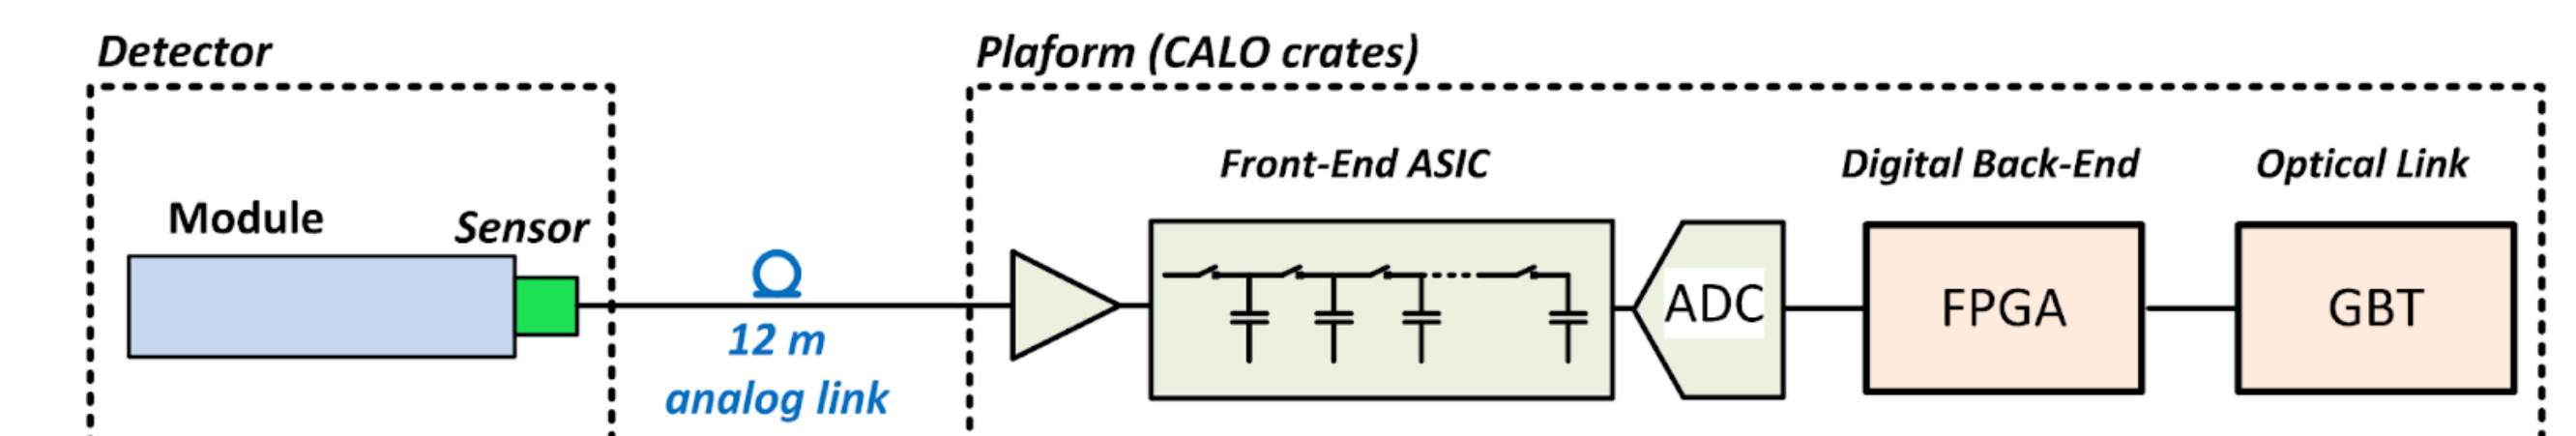 Detector
Plaform (CALO crates)
Front-End ASIC
Digital Back-End
Optical Link
Module
Sensor
12 m
analog link
ADC
FPGA
GBT